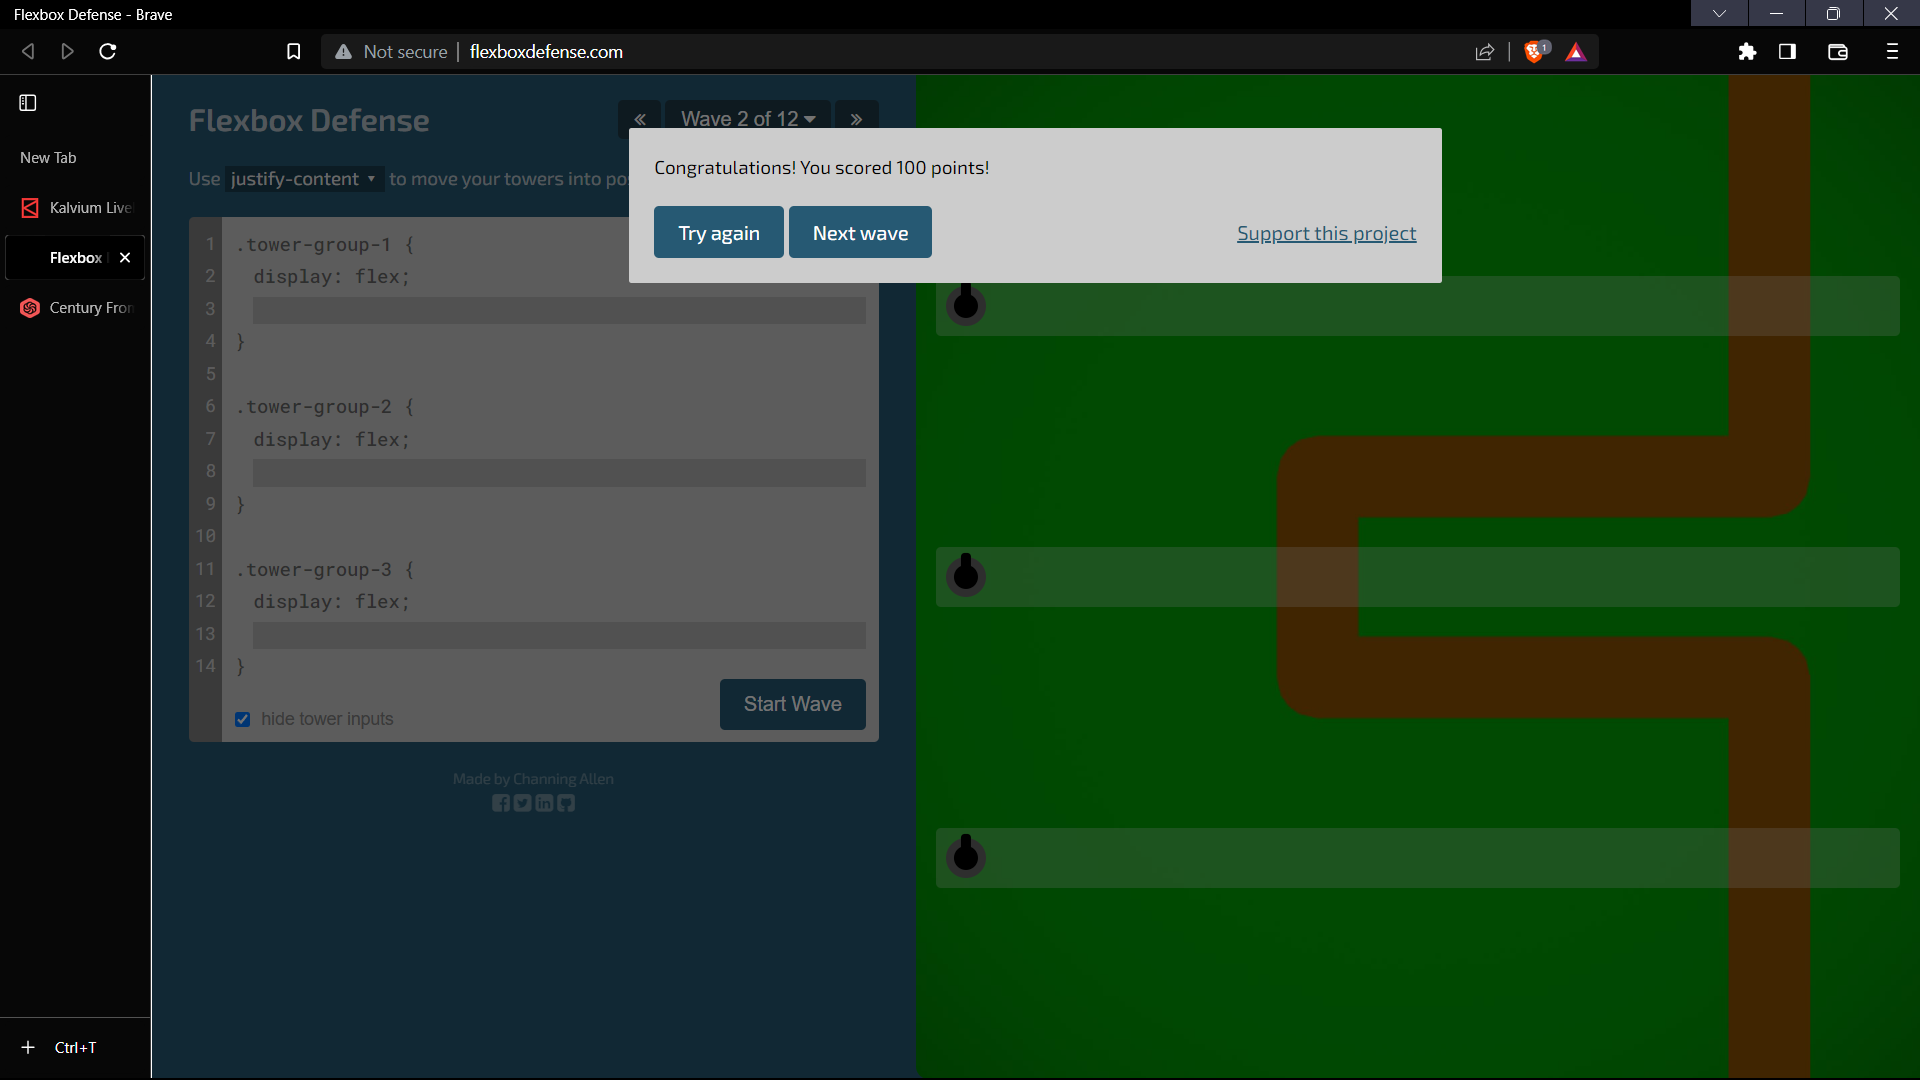 Flexbox Defense - Brave
Not secure
flexboxdefense.com
1
New Tab
Kalvium Live
Flexbox
Century Fron
Ctrl+T
Flexbox Defense
« Wave 2 of 12 »
Use justify-content to move your towers into pos
Congratulations! You scored 100 points!
Try again
Next wave
Support this project
1 .tower-group-1 {
2 display: flex;
3
4 }
5
6 .tower-group-2 {
7 display: flex;
8
9 }
10
11 .tower-group-3 {
12 display: flex;
13
14 }
hide tower inputs
Start Wave
Made by Channing Allen